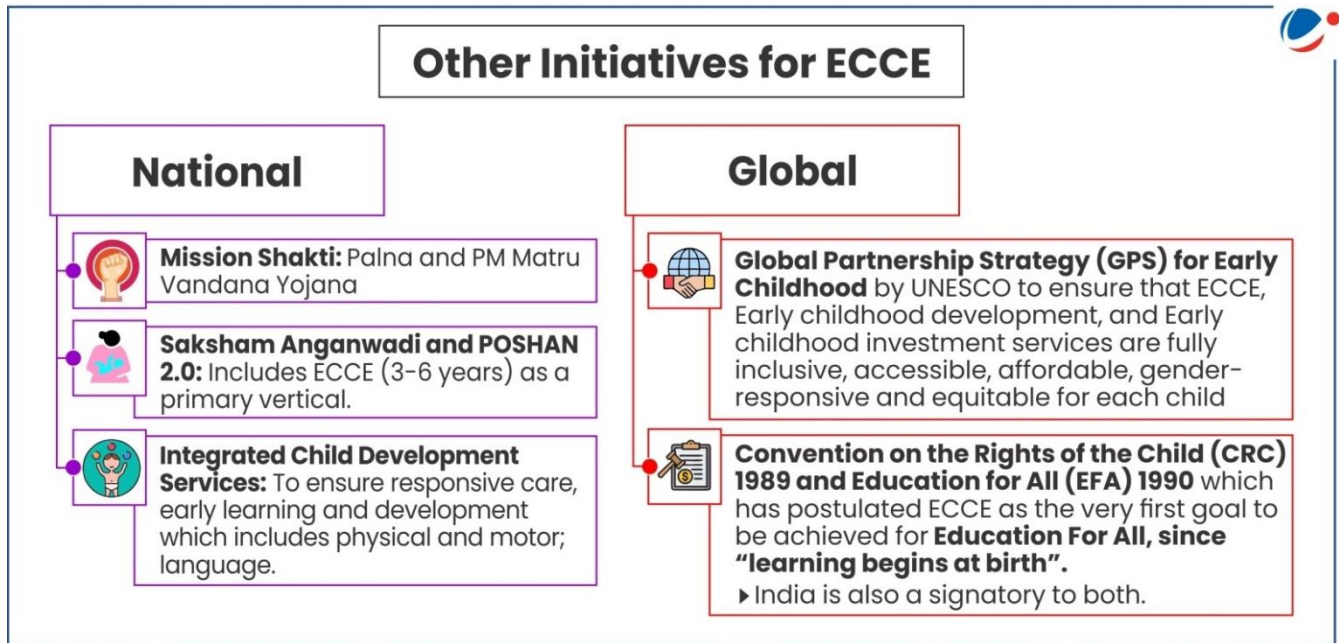 Other Initiatives for ECCE
National
Mission Shakti: Palna and PM Matru
Vandana Yojana
Saksham Anganwadi and POSHAN
2.0: Includes ECCE (3-6 years) as a
primary vertical.
Integrated Child Development
Services: To ensure responsive care,
early learning and development
which includes physical and motor;
language.
Global
Global Partnership Strategy (GPS) for Early
Childhood by UNESCO to ensure that ECCE,
Early childhood development, and Early
childhood investment services are fully
inclusive, accessible, affordable, gender-
responsive and equitable for each child
Convention on the Rights of the Child (CRC)
1989 and Education for All (EFA) 1990 which
has postulated ECCE as the very first goal to
be achieved for Education For All, since
“learning begins at birth”.
▸India is also a signatory to both.